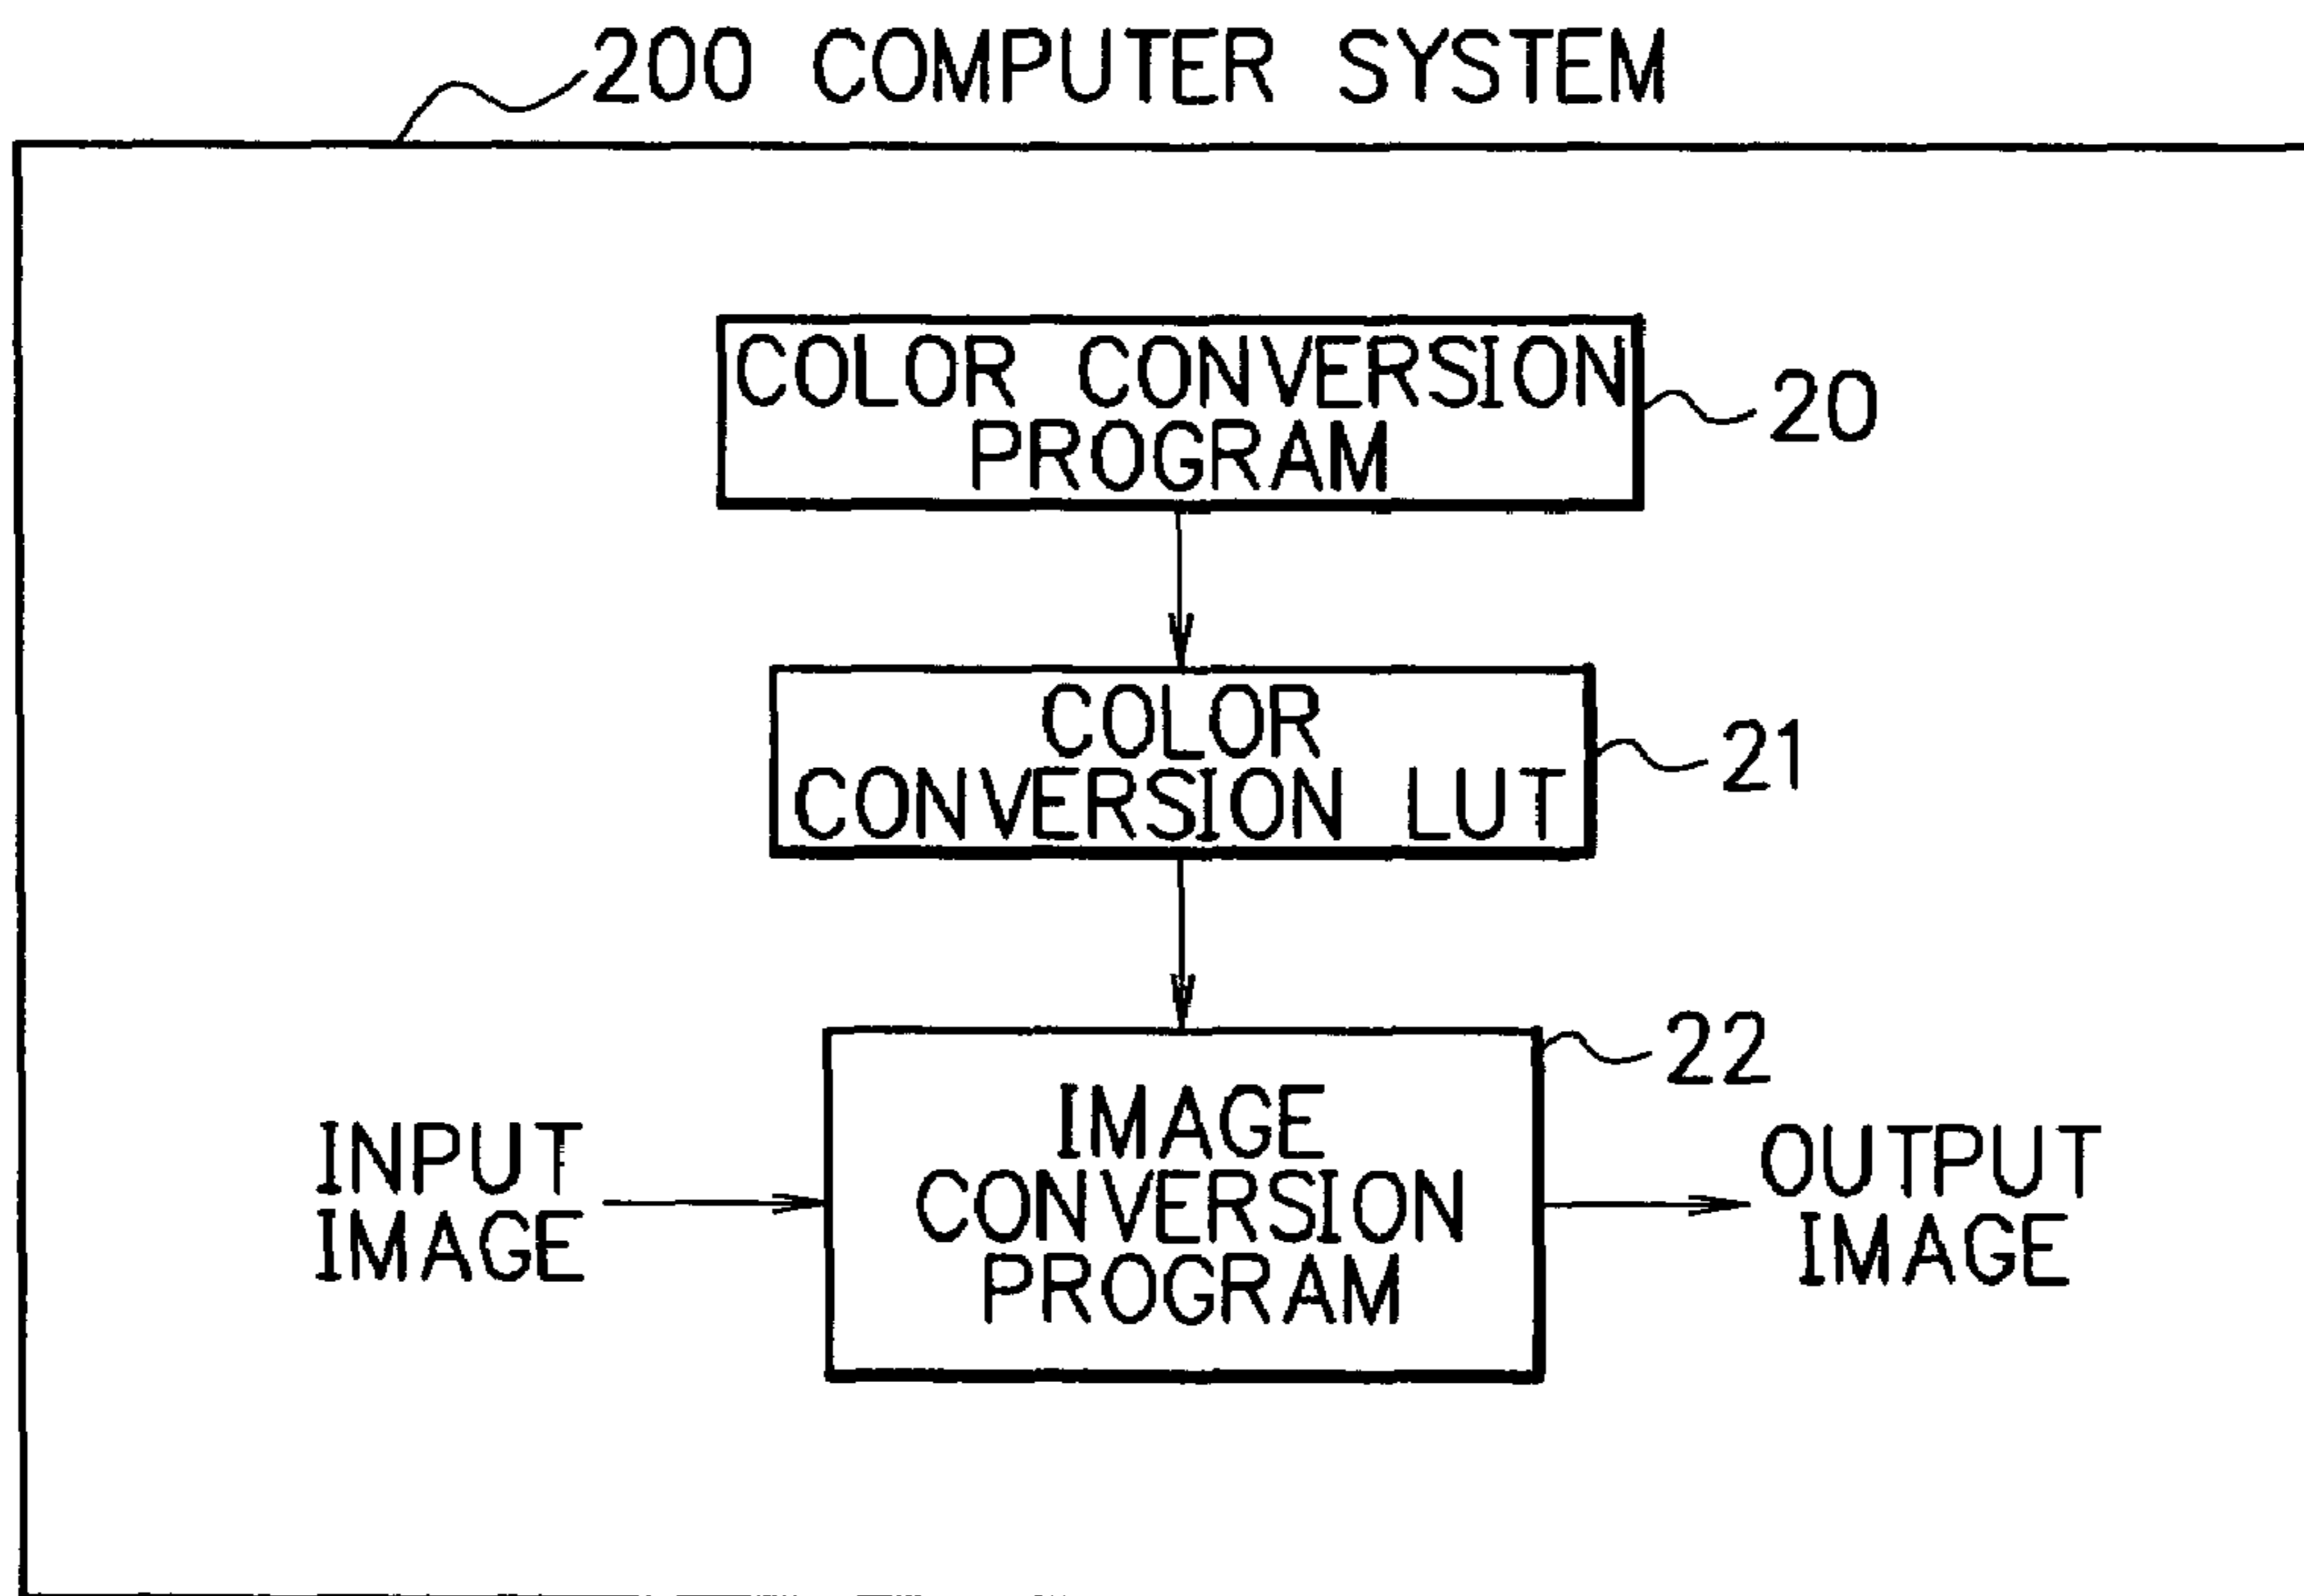 200 COMPUTER SYSTEM
COLOR CONVERSION
PROGRAM
20
COLOR
CONVERSION LUT
21
22
IMAGE
CONVERSION
PROGRAM
INPUT
IMAGE
OUTPUT
IMAGE